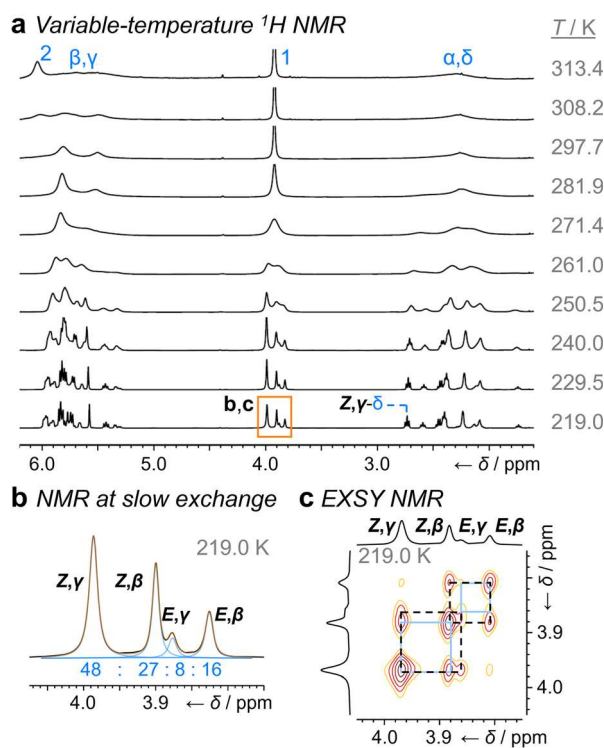 a Variable-temperature ¹H NMR
T / K
2 β,γ 1 α,δ
313.4
308.2
297.7
281.9
271.4
261.0
250.5
240.0
229.5
b,c Z,γ-δ
219.0
6.0 5.0 4.0 3.0 ← δ / ppm
b NMR at slow exchange
219.0 K
Z,γ Z,β E,γ E,β
48 : 27 : 8 : 16
4.0 3.9 ← δ / ppm
c EXSY NMR
Z,γ Z,β E,γ E,β
219.0 K
← δ / ppm
3.9
4.0
4.0 3.9
← δ / ppm